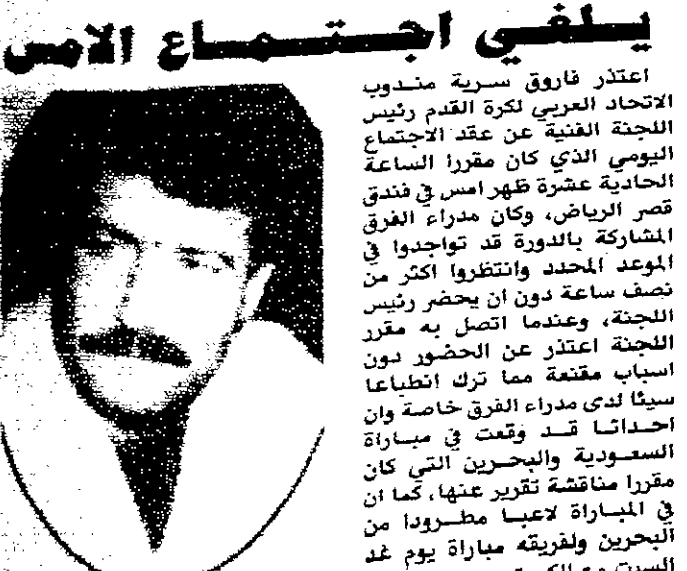 يلغي اجتماع الامس
اعتذر فاروق سرية مندوب
الاتحاد العربي لكرة القدم رئيس
اللجنة الفنية عن عقد الاجتماع
اليومي الذي كان مقررا الساعة
الحادية عشرة ظهر امس في فندق
قصر الرياض، وكان مدراء الفرق
المشاركة بالدورة قد تواجدوا في
الموعد المحدد وانتظروا اكثر من
نصف ساعة دون ان يحضر رئيس
اللجنة، وعندما اتصل به مقرر
اللجنة اعتذر عن الحضور دون
اسباب مقنعة مما ترك انطباعا
سيئا لدى مدراء الفرق خاصة وان
احداثا قد وقعت في مباراة
السعودية والبحرين التي كان
مقررا مناقشة تقرير عنها، كما ان
في المباراة لاعبا مطرودا من
البحرين ولفريقه مباراة يوم غد
السبت مع